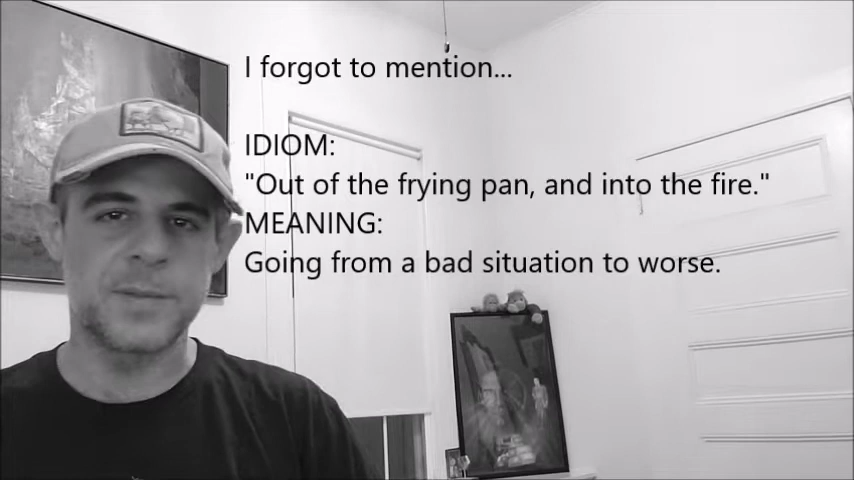 I forgot to mention...
IDIOM:
"Out of the frying pan, and into the fire."
MEANING:
Going from a bad situation to worse.